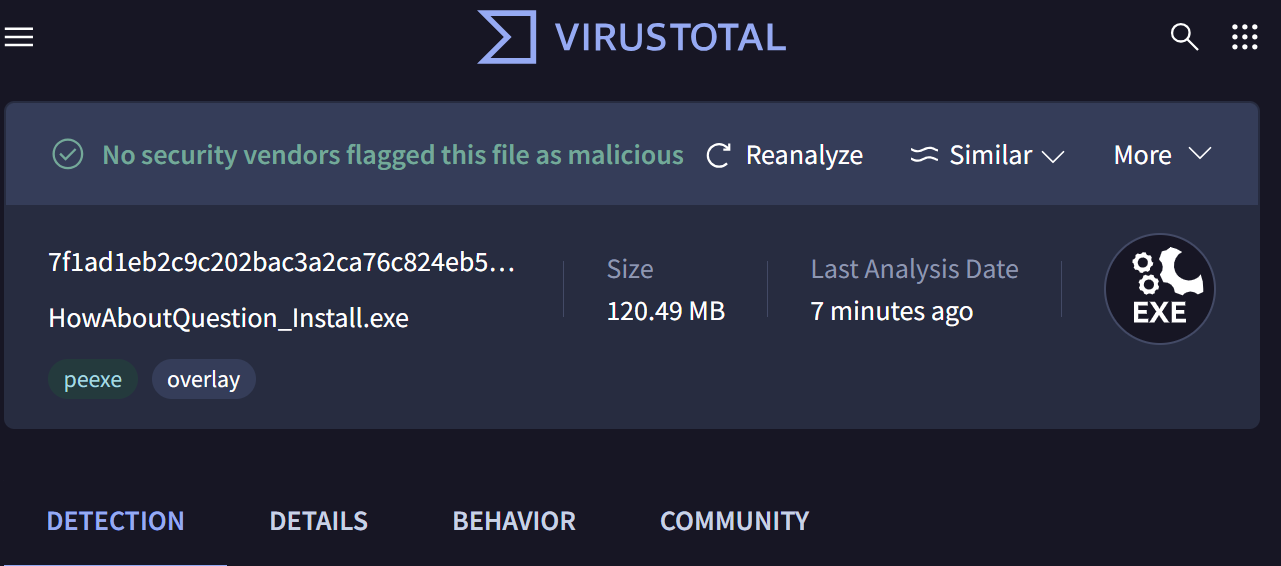 VIRUSTOTAL
No security vendors flagged this file as malicious Reanalyze Similar More
7f1ad1eb2c9c202bac3a2ca76c824eb5…
HowAboutQuestion_Install.exe
Size
120.49 MB
Last Analysis Date
7 minutes ago
EXE
peexe overlay
DETECTION DETAILS BEHAVIOR COMMUNITY